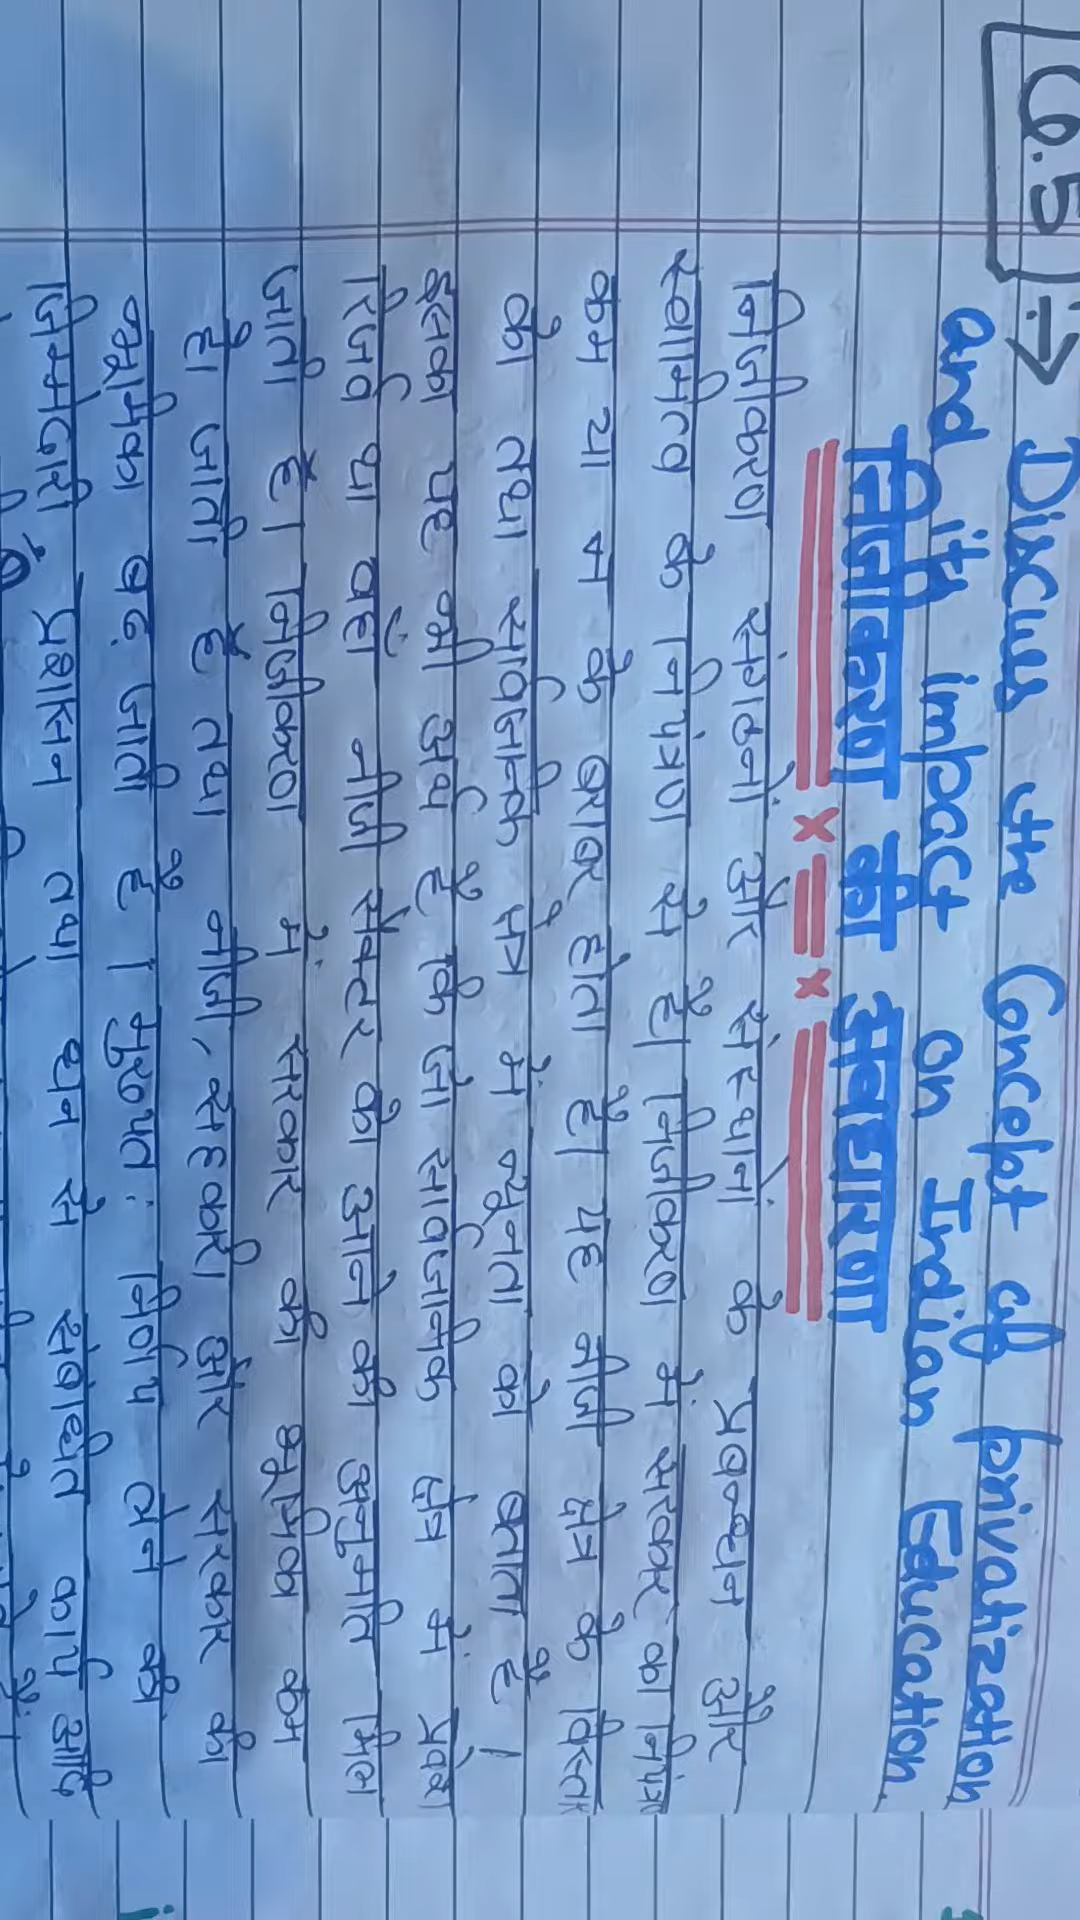 Q.5 → Discuss the Concept of privatization
and its impact on Indian Education
निजीकरण की अवधारणा
निजीकरण संगठनों और संस्थानों के प्रबन्धन और
स्वामित्व के नियंत्रण से है। निजीकरण में सरकार का नियंत्रण
कम या न के बराबर होता है। यह नीजी क्षेत्र के विस्तार
को तथा सार्वजनिक क्षेत्र में न्यूनता को बताता है ।
इसका यह भी अर्थ है कि जो सार्वजनिक क्षेत्र में प्रवेश
रिजर्व था वहां नीजी सेक्टर को आने की अनुमति मिल
जाती है। निजीकरण में सरकार की भूमिका कम
हो जाती है तथा नीजी, सहकारी और सरकार की
भूमिका बढ़ जाती है । मुख्यत: निर्णय लेने की
जिम्मेदारी प्रशासन तथा धन से संबंधित कार्य आदि